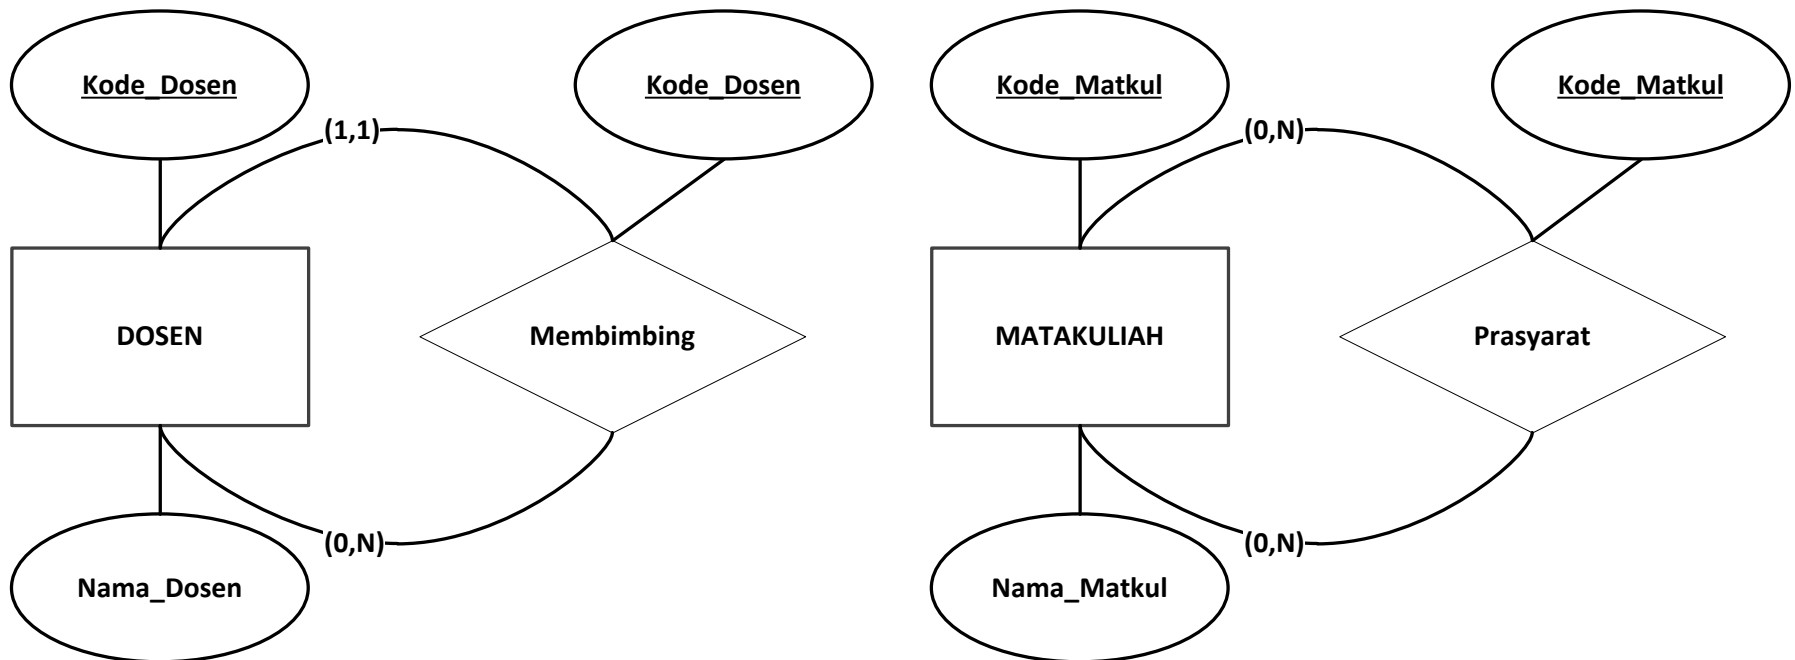 Kode_Dosen
Kode_Dosen
Kode_Matkul
Kode_Matkul
(1,1)
(0,N)
DOSEN
Membimbing
MATAKULIAH
Prasyarat
(0,N)
(0,N)
Nama_Dosen
Nama_Matkul